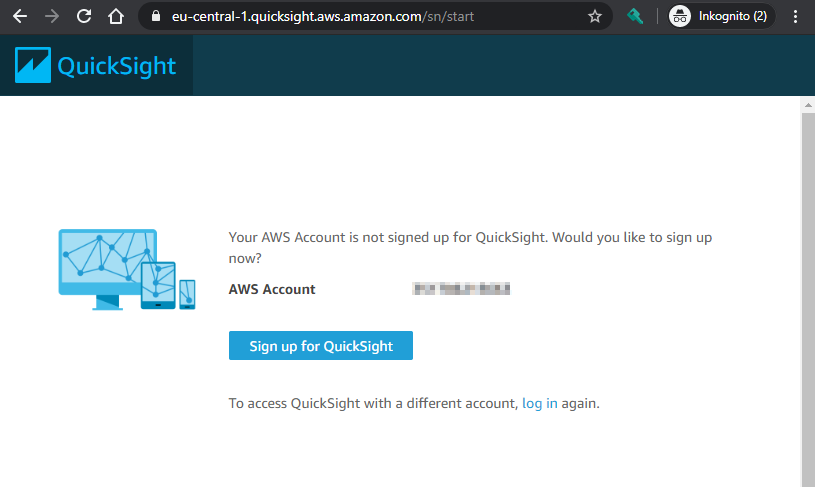 eu-central-1.quicksight.aws.amazon.com/sn/start
Inkognito (2)
QuickSight
Your AWS Account is not signed up for QuickSight. Would you like to sign up
now?
AWS Account
Sign up for QuickSight
To access QuickSight with a different account, log in again.